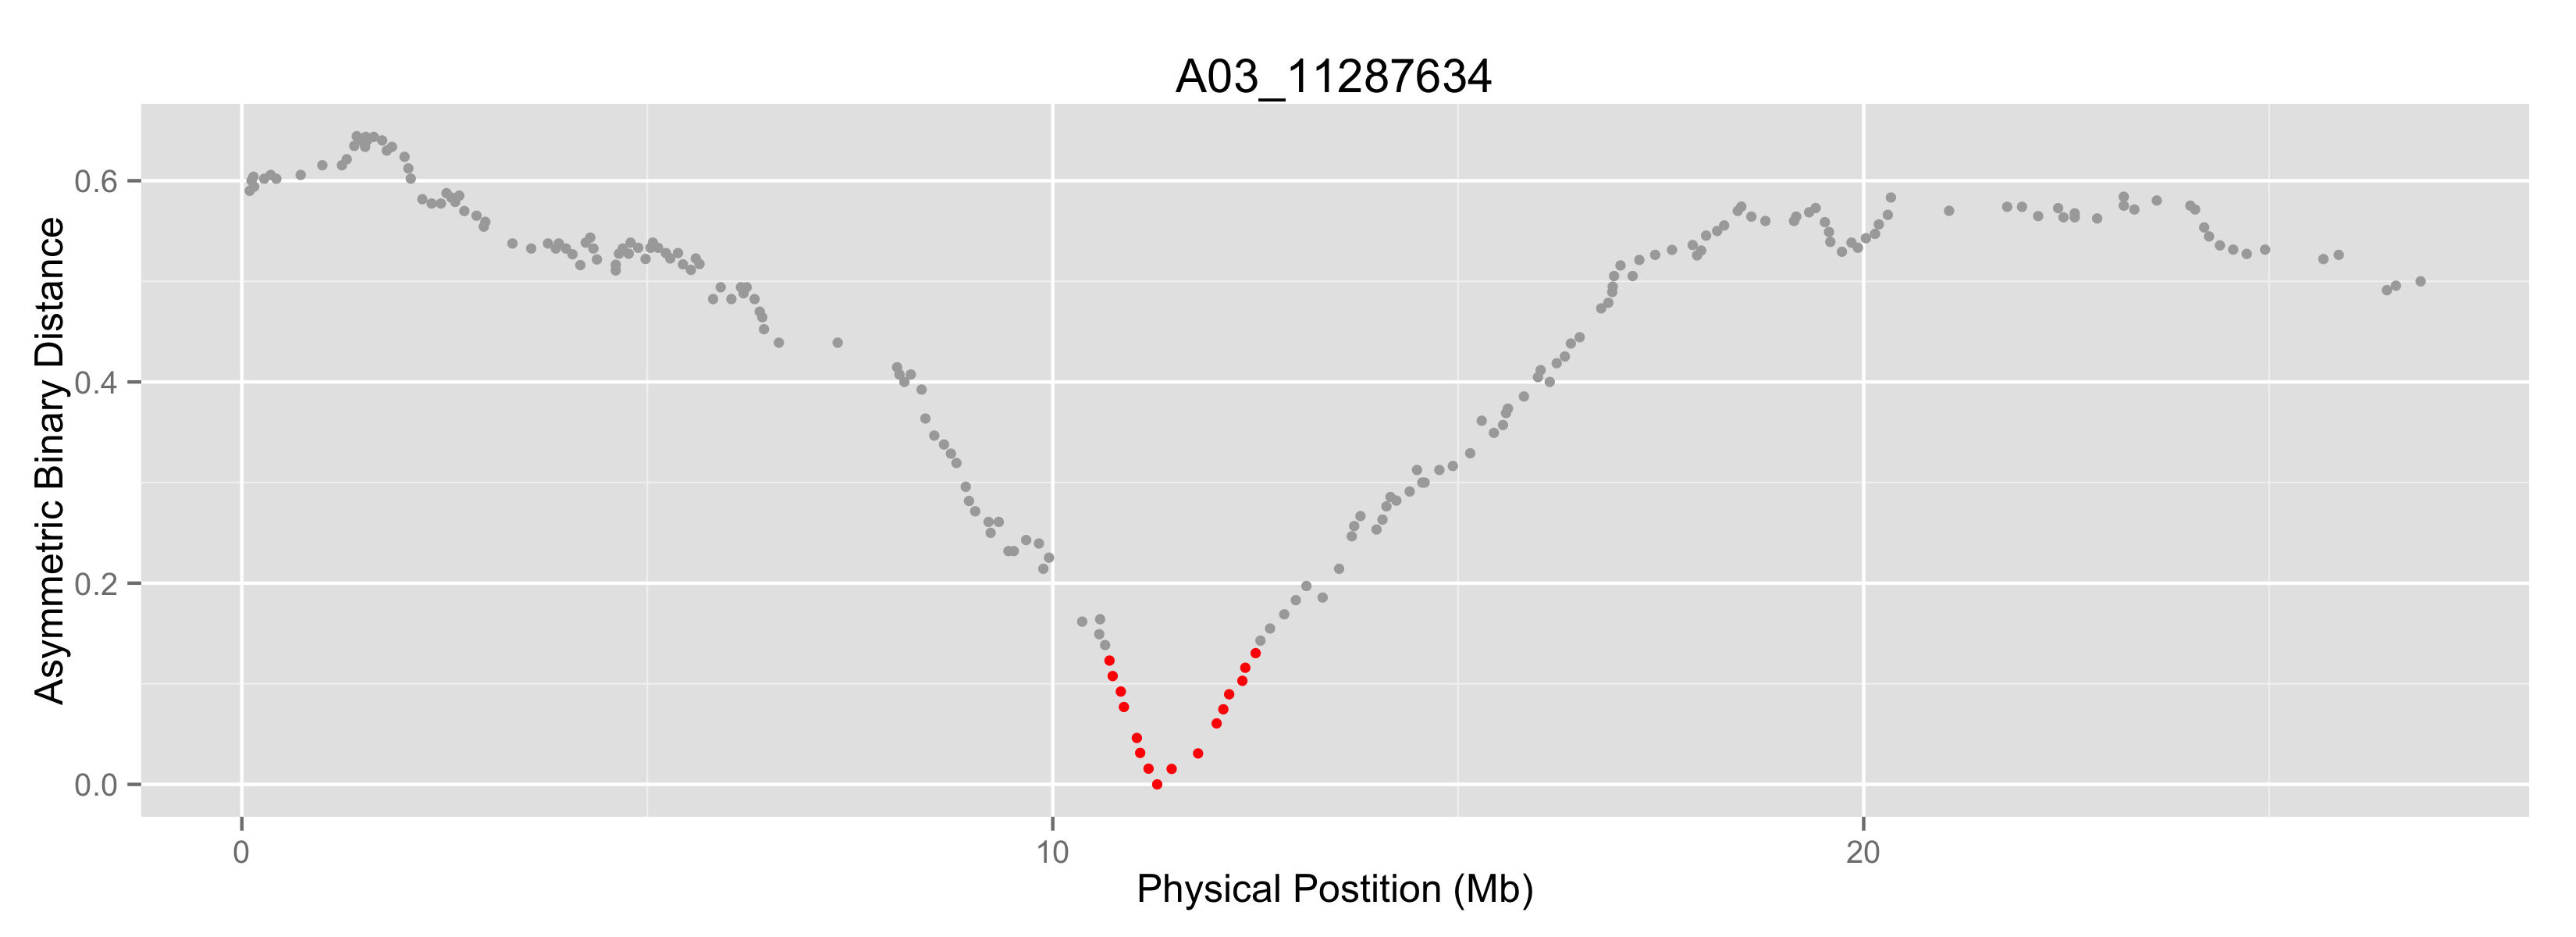 A03_11287634
Asymmetric Binary Distance
0.6
0.4
0.2
0.0
0
10
20
Physical Postition (Mb)